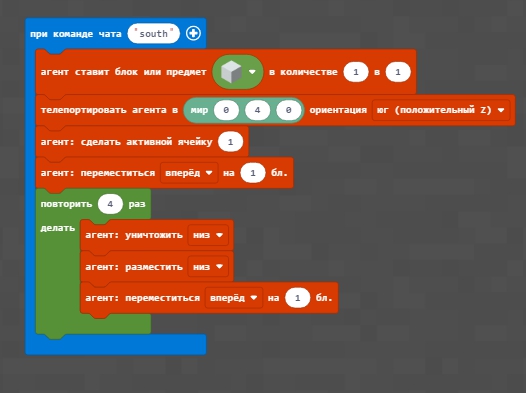 при команде чата "south"
агент ставит блок или предмет в количестве 1 в 1
телепортировать агента в мир 0 4 0 ориентация юг (положительный Z)
агент: сделать активной ячейку 1
агент: переместиться вперёд на 1 бл.
повторить 4 раз
делать
агент: уничтожить низ
агент: разместить низ
агент: переместиться вперёд на 1 бл.